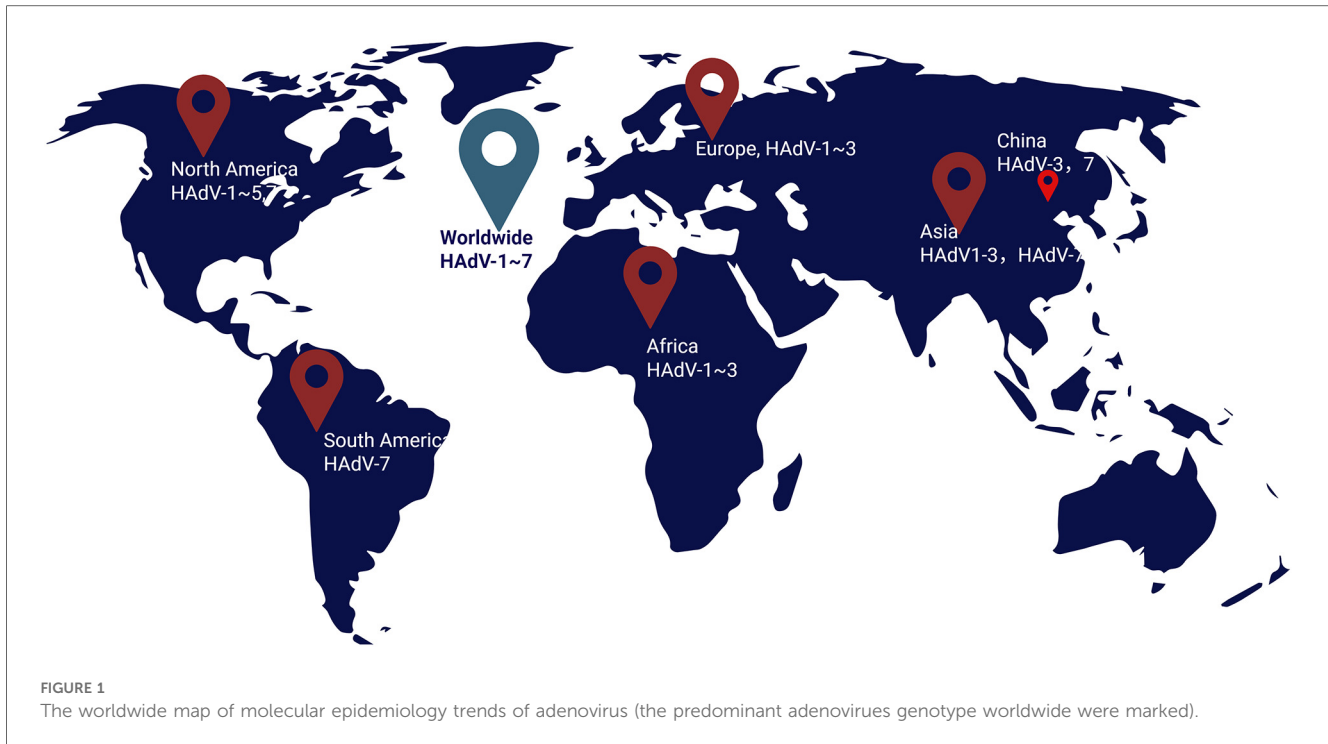 North America
HAdV-1~5,7
Worldwide
HAdV-1~7
Europe, HAdV-1~3
China
HAdV-3，7
Asia
HAdV1-3，HAdV-7
Africa
HAdV-1~3
South America
HAdV-7
FIGURE 1
The worldwide map of molecular epidemiology trends of adenovirus (the predominant adenovirues genotype worldwide were marked).